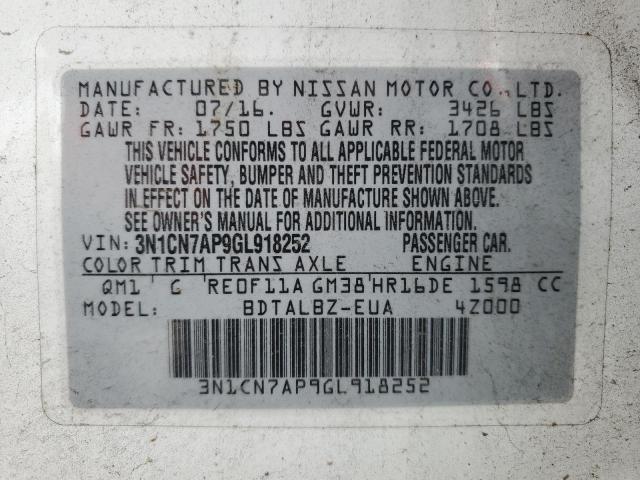 MANUFACTURED BY NISSAN MOTOR CO., LTD.
DATE: 07/16. GVWR: 3426 LBS
GAWR FR: 1750 LBS GAWR RR: 1708 LBS
THIS VEHICLE CONFORMS TO ALL APPLICABLE FEDERAL MOTOR
VEHICLE SAFETY, BUMPER AND THEFT PREVENTION STANDARDS
IN EFFECT ON THE DATE OF MANUFACTURE SHOWN ABOVE.
SEE OWNER'S MANUAL FOR ADDITIONAL INFORMATION.
VIN: 3N1CN7AP9GL918252 PASSENGER CAR.
COLOR TRIM TRANS AXLE ENGINE
QM1 G RE0F11A GM38 HR16DE 1598 CC
MODEL: BDTALBZ-EUA 4Z000
3N1CN7AP9GL918252